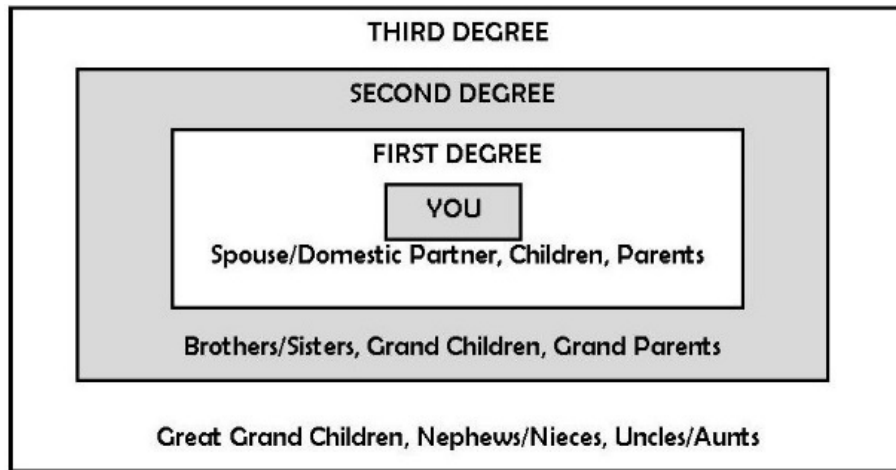 THIRD DEGREE
SECOND DEGREE
FIRST DEGREE
YOU
Spouse/Domestic Partner, Children, Parents
Brothers/Sisters, Grand Children, Grand Parents
Great Grand Children, Nephews/Nieces, Uncles/Aunts